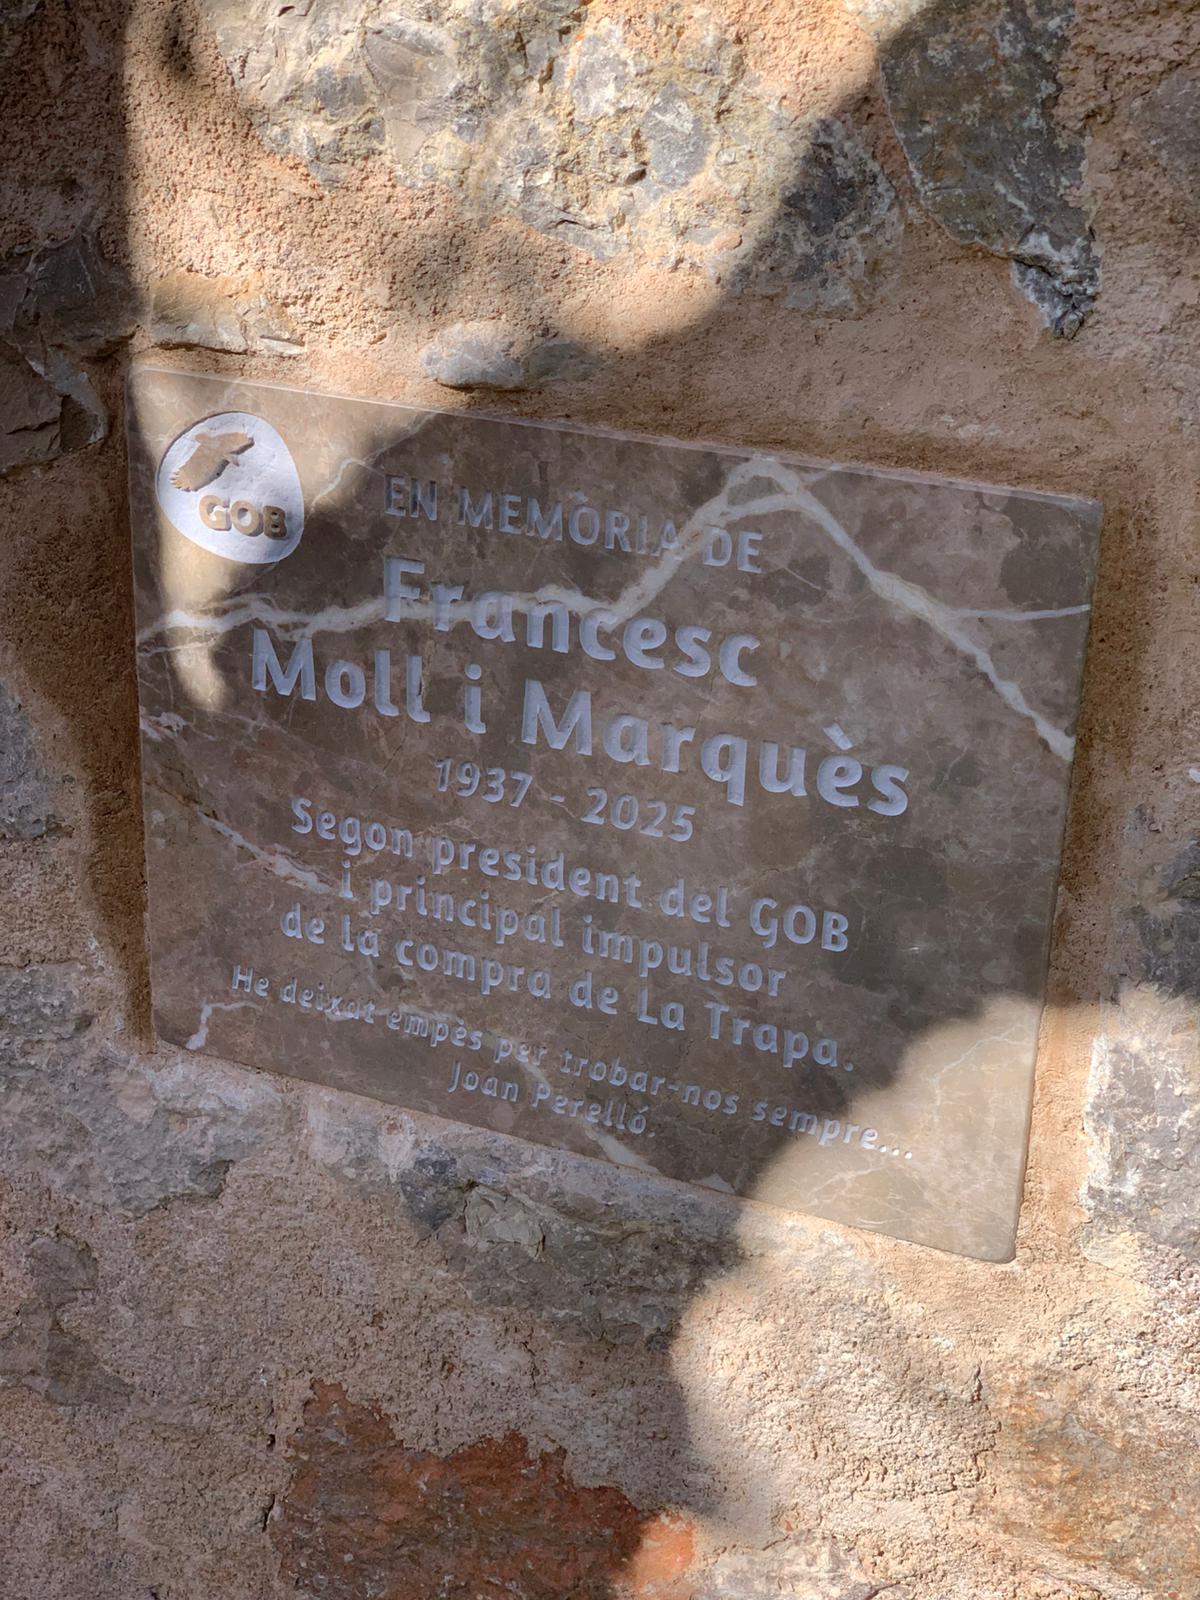 GOB
EN MEMÒRIA DE
Francesc
Moll i Marquès
1937 - 2025
Segon president del GOB
i principal impulsor
de la compra de La Trapa.
He deixat empès per trobar-nos sempre...
Joan Perelló.